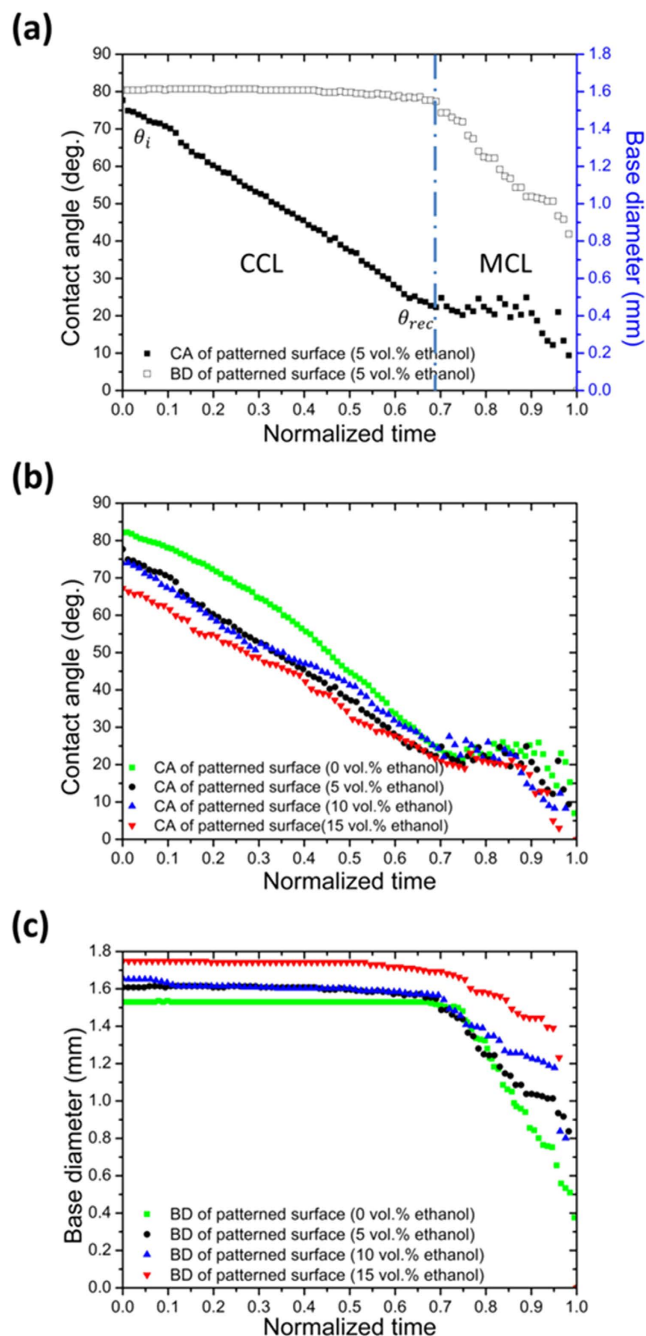 (a)
90
80
70
60
50
40
30
20
10
0
Contact angle (deg.)
1.8
1.6
1.4
1.2
1.0
0.8
0.6
0.4
0.2
0.0
Base diameter (mm)
θi
CCL
MCL
θrec
CA of patterned surface (5 vol.% ethanol)
BD of patterned surface (5 vol.% ethanol)
0.0 0.1 0.2 0.3 0.4 0.5 0.6 0.7 0.8 0.9 1.0
Normalized time
(b)
90
80
70
60
50
40
30
20
10
0
Contact angle (deg.)
CA of patterned surface (0 vol.% ethanol)
CA of patterned surface (5 vol.% ethanol)
CA of patterned surface (10 vol.% ethanol)
CA of patterned surface(15 vol.% ethanol)
0.0 0.1 0.2 0.3 0.4 0.5 0.6 0.7 0.8 0.9 1.0
Normalized time
(c)
1.8
1.6
1.4
1.2
1.0
0.8
0.6
0.4
0.2
0.0
Base diameter (mm)
BD of patterned surface (0 vol.% ethanol)
BD of patterned surface (5 vol.% ethanol)
BD of patterned surface (10 vol.% ethanol)
BD of patterned surface (15 vol.% ethanol)
0.0 0.1 0.2 0.3 0.4 0.5 0.6 0.7 0.8 0.9 1.0
Normalized time